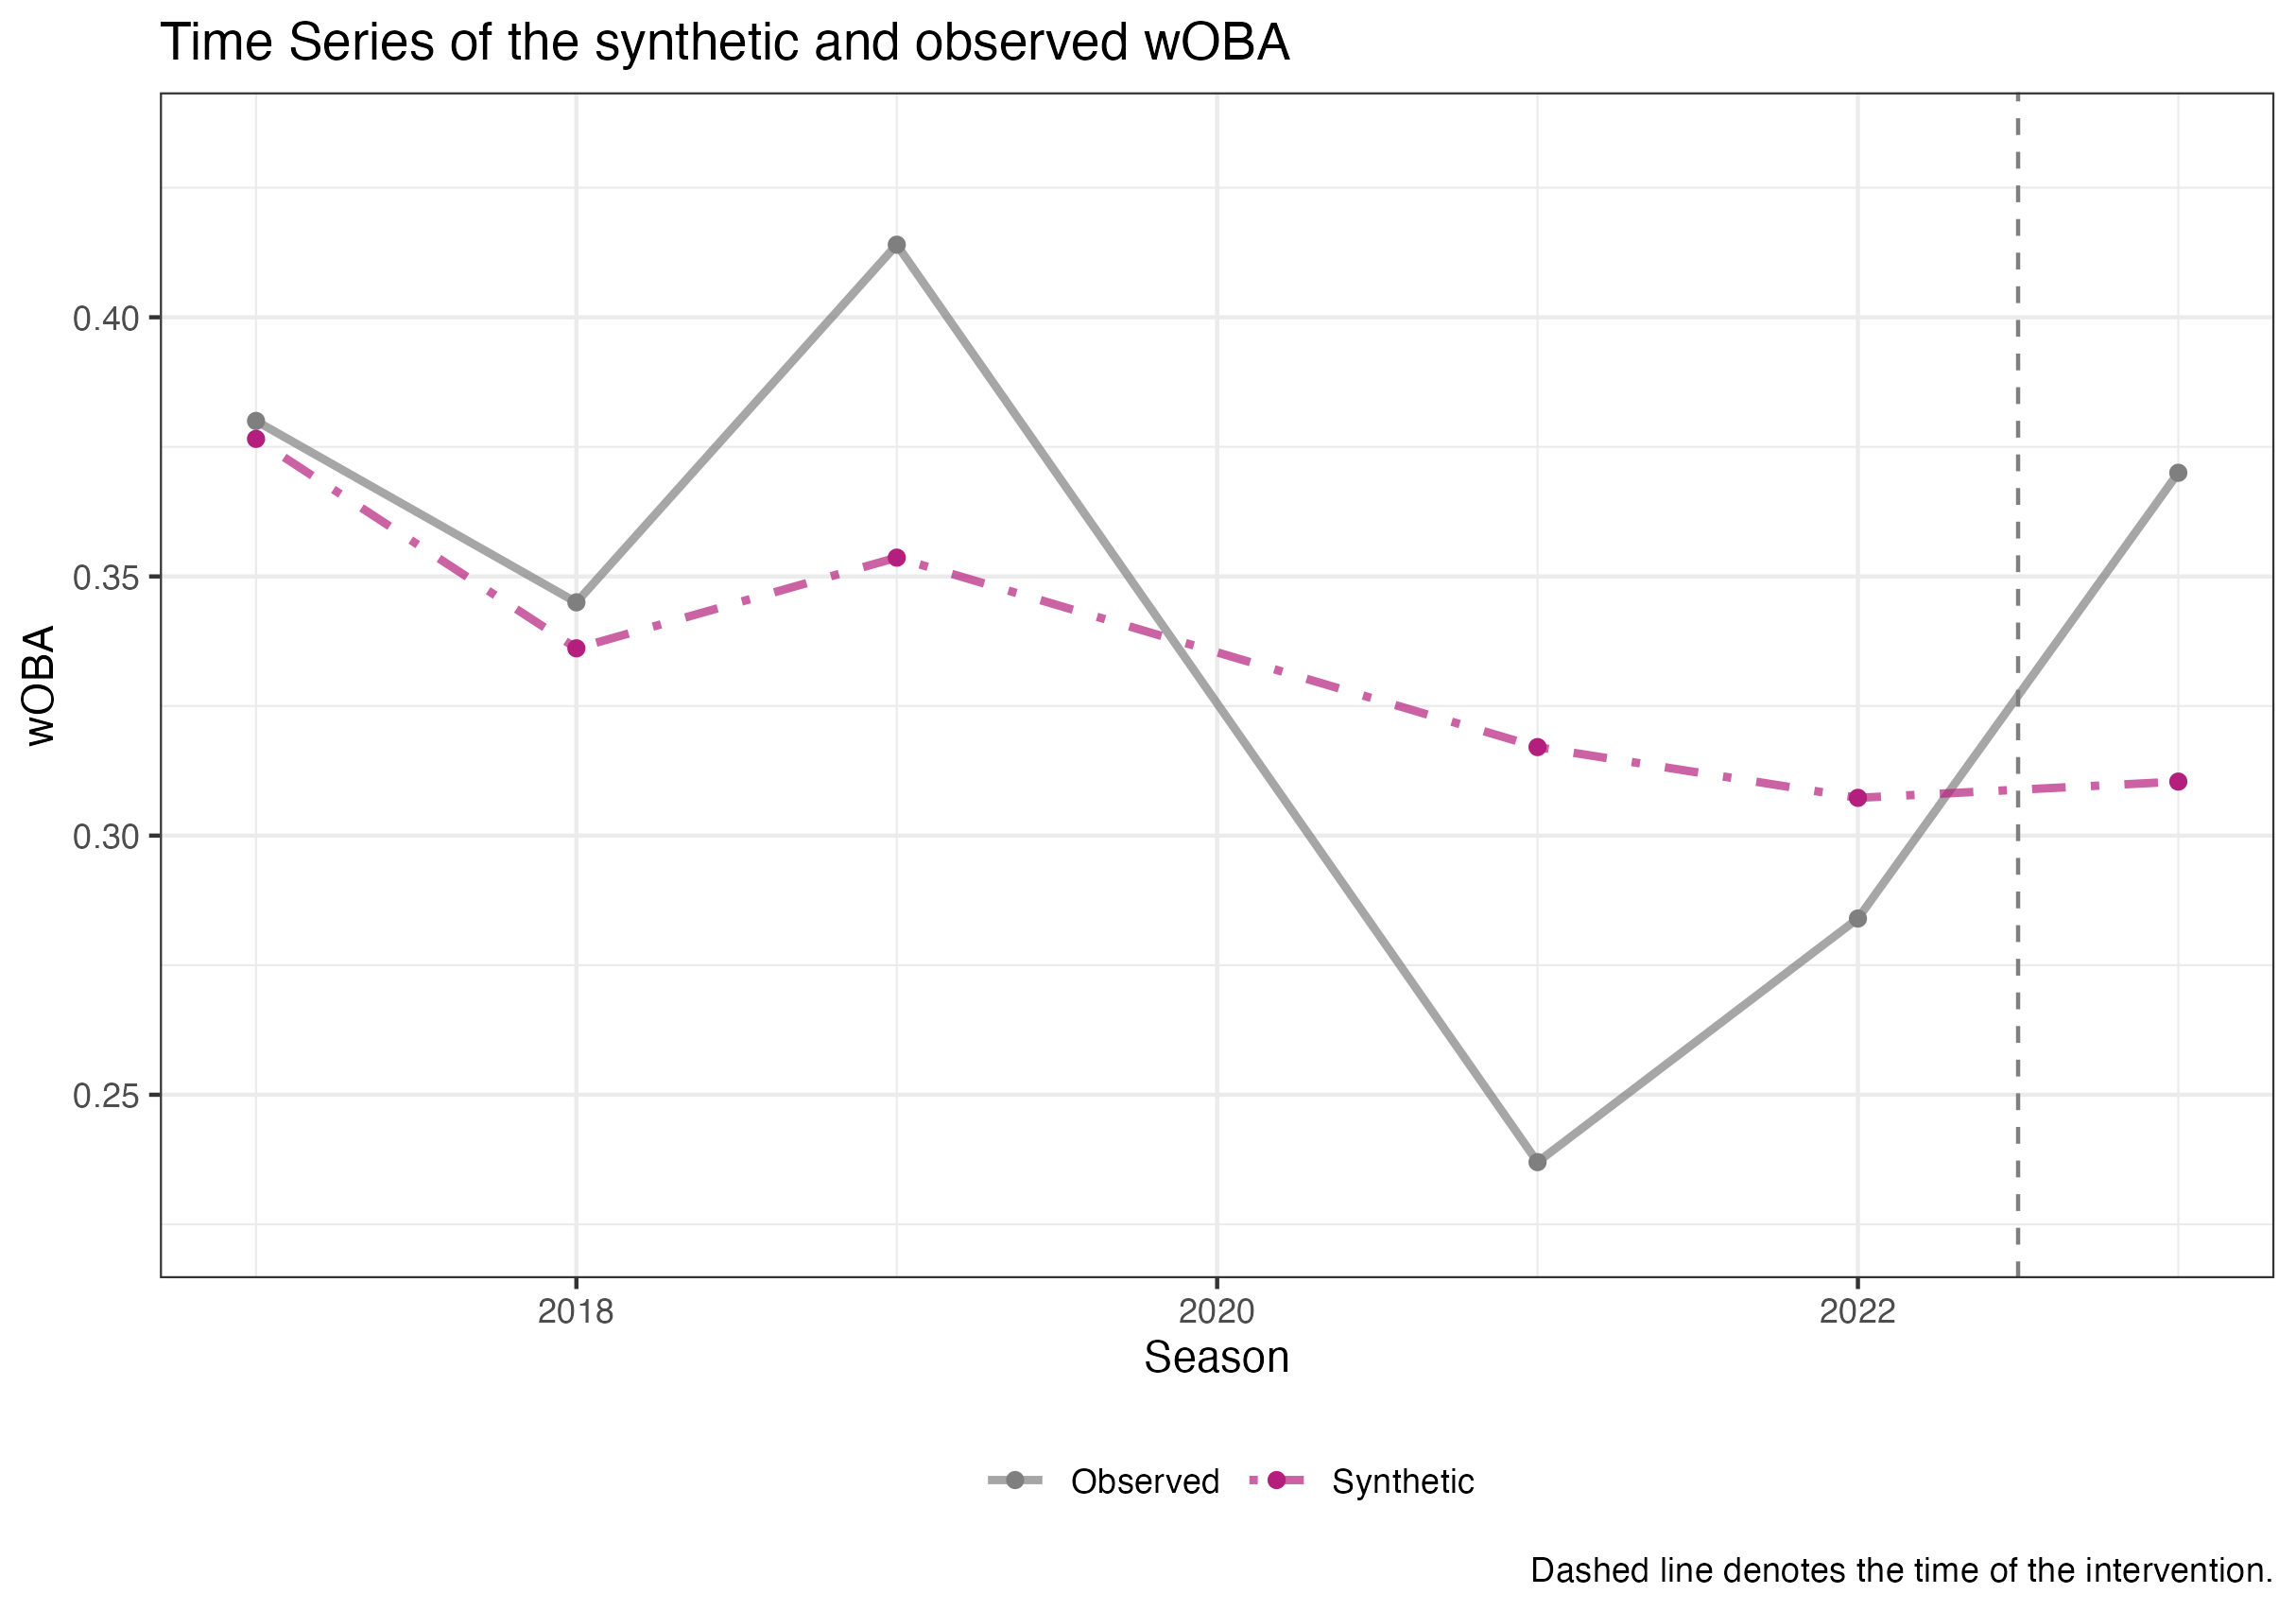 Time Series of the synthetic and observed wOBA
wOBA
0.40
0.35
0.30
0.25
2018 2020 2022
Season
Observed Synthetic
Dashed line denotes the time of the intervention.